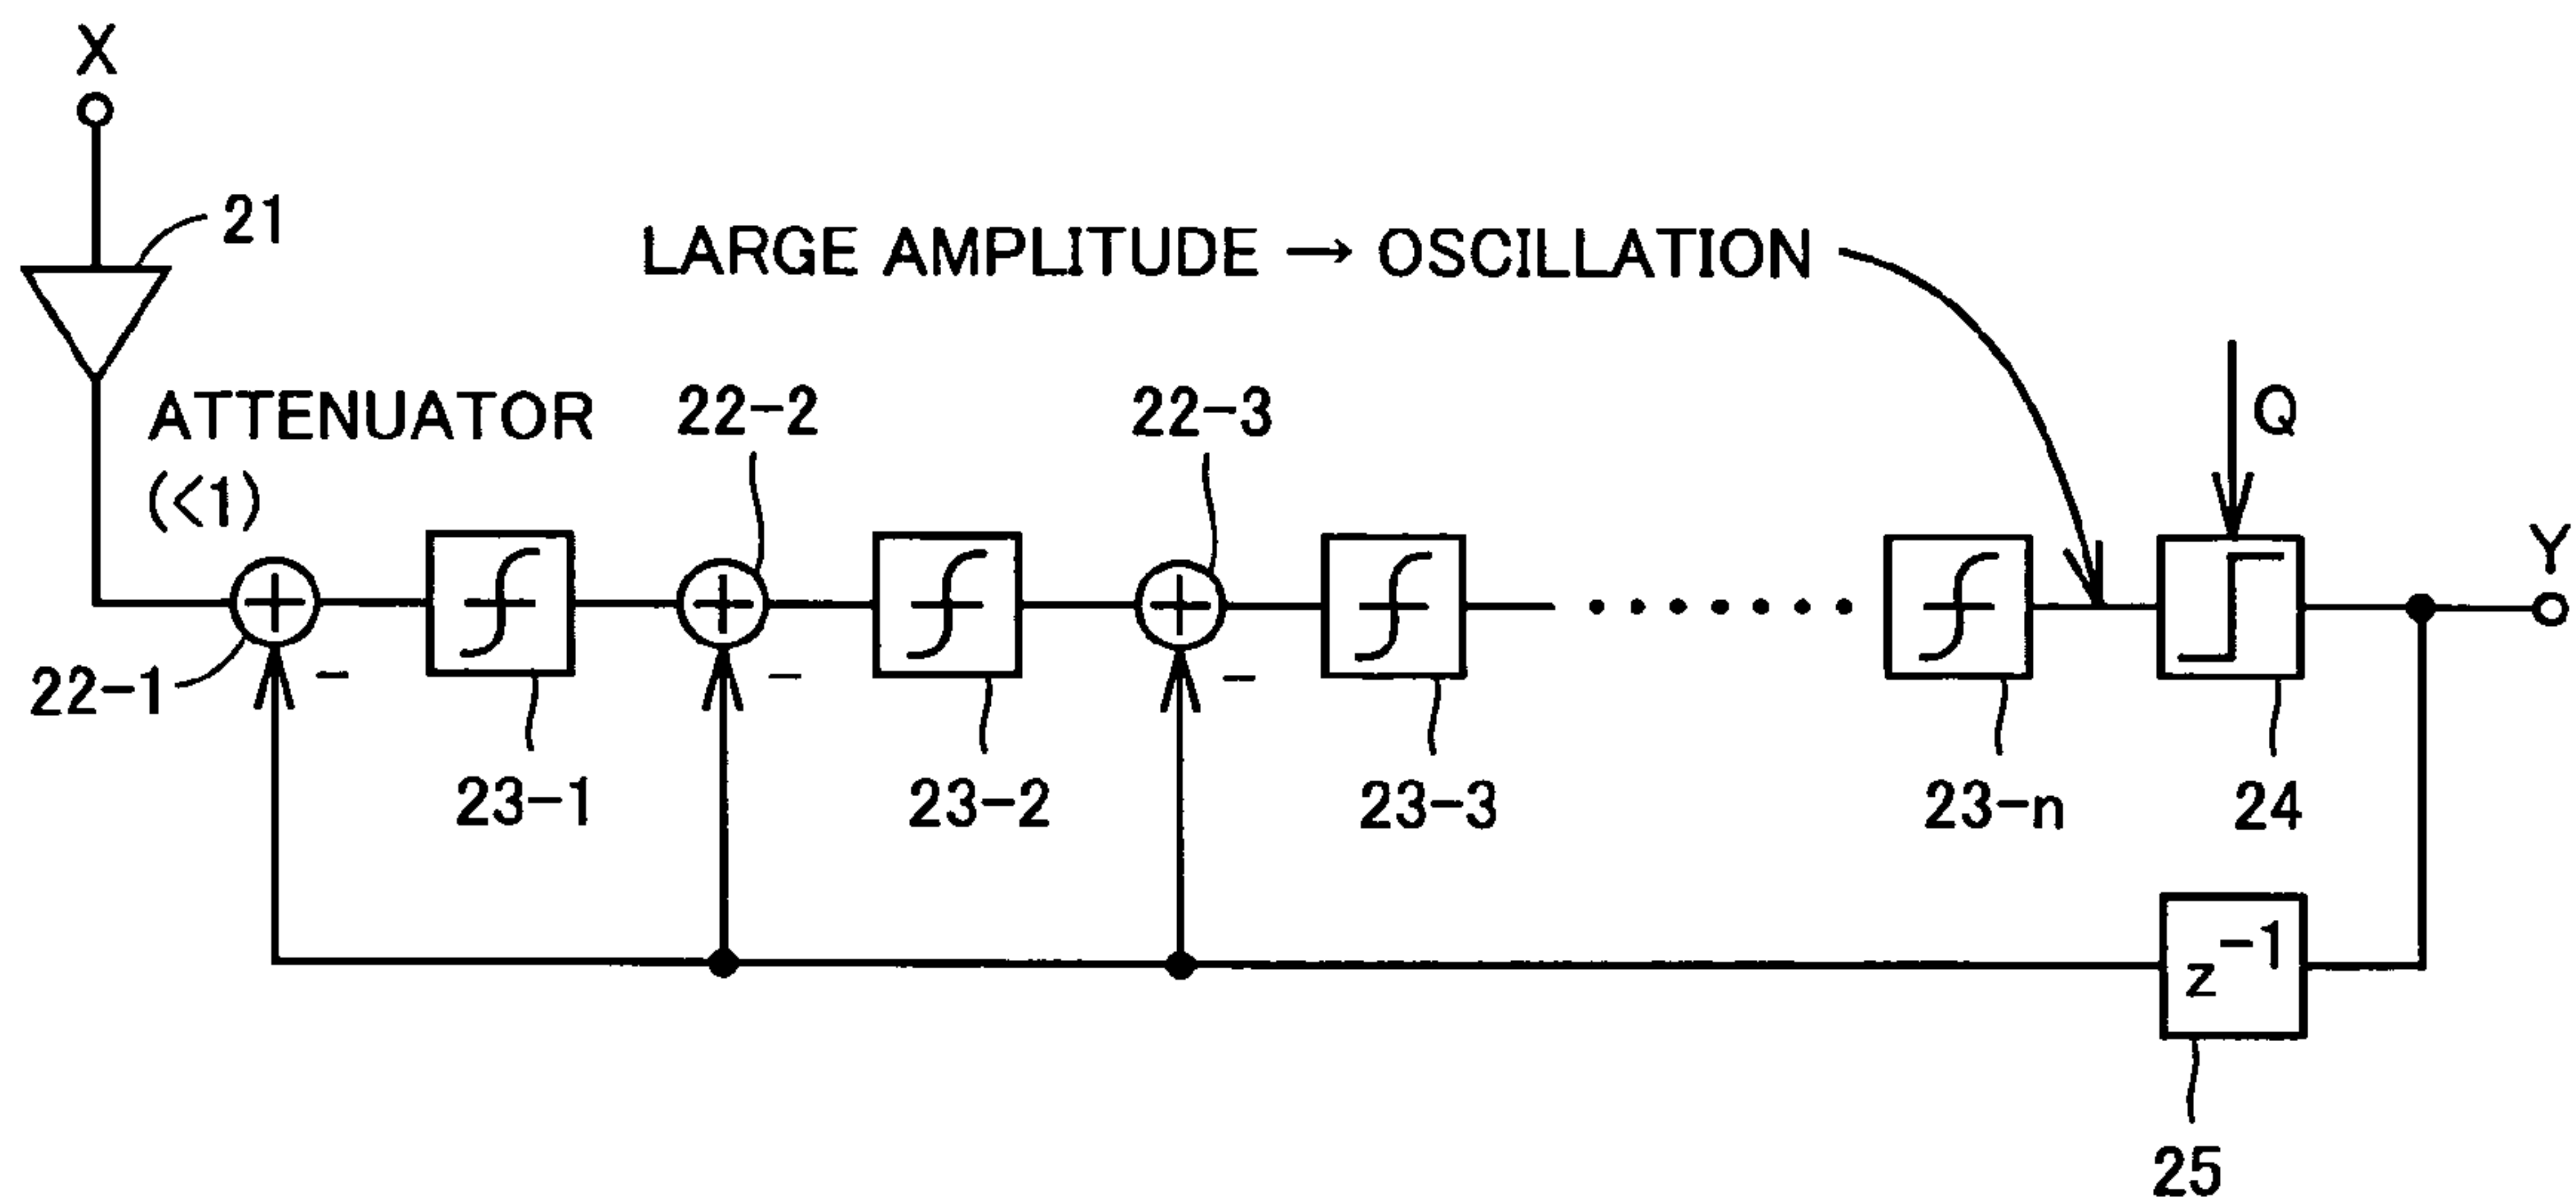 X
21
LARGE AMPLITUDE → OSCILLATION
ATTENUATOR
(<1)
22-2
22-3
Q
Y
22-1
-
-
-
23-1
23-2
23-3
23-n
24
z⁻¹
25